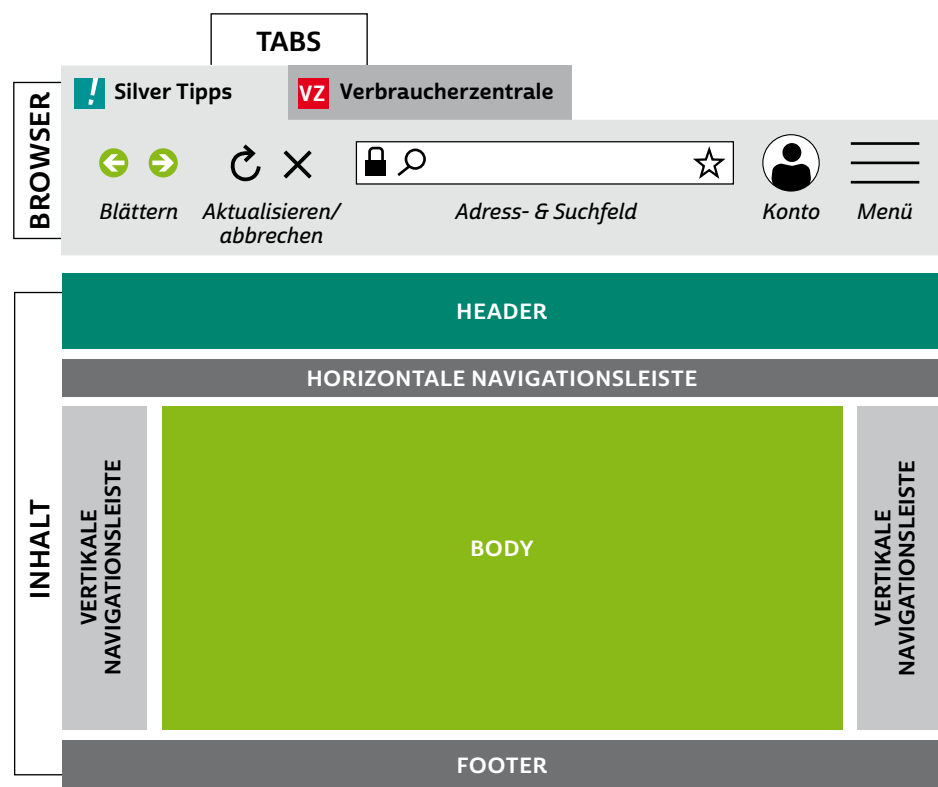 TABS
BROWSER
! Silver Tipps
VZ Verbraucherzentrale
Blättern
Aktualisieren/
abbrechen
Adress- & Suchfeld
Konto
Menü
INHALT
HEADER
HORIZONTALE NAVIGATIONSLEISTE
VERTIKALE
NAVIGATIONSLEISTE
BODY
VERTIKALE
NAVIGATIONSLEISTE
FOOTER